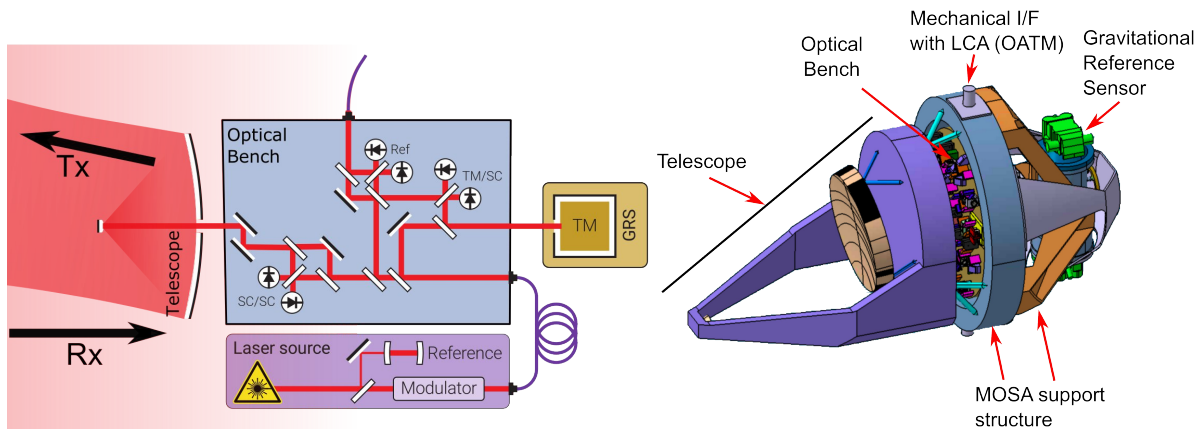 Tx
Rx
Telescope
Optical
Bench
Ref
TM/SC
SC/SC
TM
GRS
Laser source
Reference
Modulator
Telescope
Optical
Bench
Mechanical I/F
with LCA (OATM)
Gravitational
Reference
Sensor
MOSA support
structure